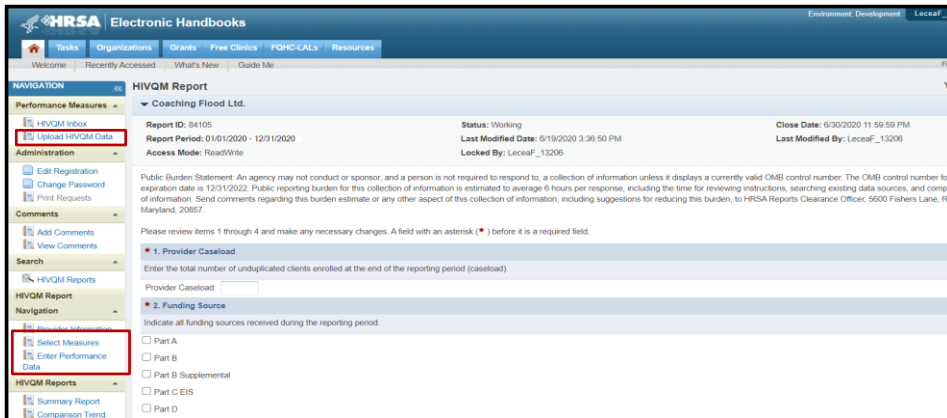 HRSA Electronic Handbooks
Environment: Development LeceaF_
Tasks Organizations Grants Free Clinics FQHC-LALs Resources
Welcome Recently Accessed What's New Guide Me
NAVIGATION
Performance Measures
HIVQM Inbox
Upload HIVQM Data
Administration
Edit Registration
Change Password
Print Requests
Comments
Add Comments
View Comments
Search
HIVQM Reports
HIVQM Report
Navigation
Provider Information
Select Measures
Enter Performance
Data
HIVQM Reports
Summary Report
Comparison Trend
HIVQM Report
Coaching Flood Ltd.
Report ID: 84105 Status: Working Close Date: 6/30/2020 11:59:59 PM
Report Period: 01/01/2020 - 12/31/2020 Last Modified Date: 6/19/2020 3:36:50 PM Last Modified By: LeceaF_13206
Access Mode: ReadWrite Locked By: LeceaF_13206
Public Burden Statement: An agency may not conduct or sponsor, and a person is not required to respond to, a collection of information unless it displays a currently valid OMB control number. The OMB control number fo
expiration date is 12/31/2022. Public reporting burden for this collection of information is estimated to average 6 hours per response, including the time for reviewing instructions, searching existing data sources, and comp
of information. Send comments regarding this burden estimate or any other aspect of this collection of information, including suggestions for reducing this burden, to HRSA Reports Clearance Officer, 5600 Fishers Lane, R
Maryland, 20857.
Please review items 1 through 4 and make any necessary changes. A field with an asterisk (*) before it is a required field.
* 1. Provider Caseload
Enter the total number of unduplicated clients enrolled at the end of the reporting period (caseload).
Provider Caseload:
* 2. Funding Source
Indicate all funding sources received during the reporting period.
Part A
Part B
Part B Supplemental
Part C EIS
Part D